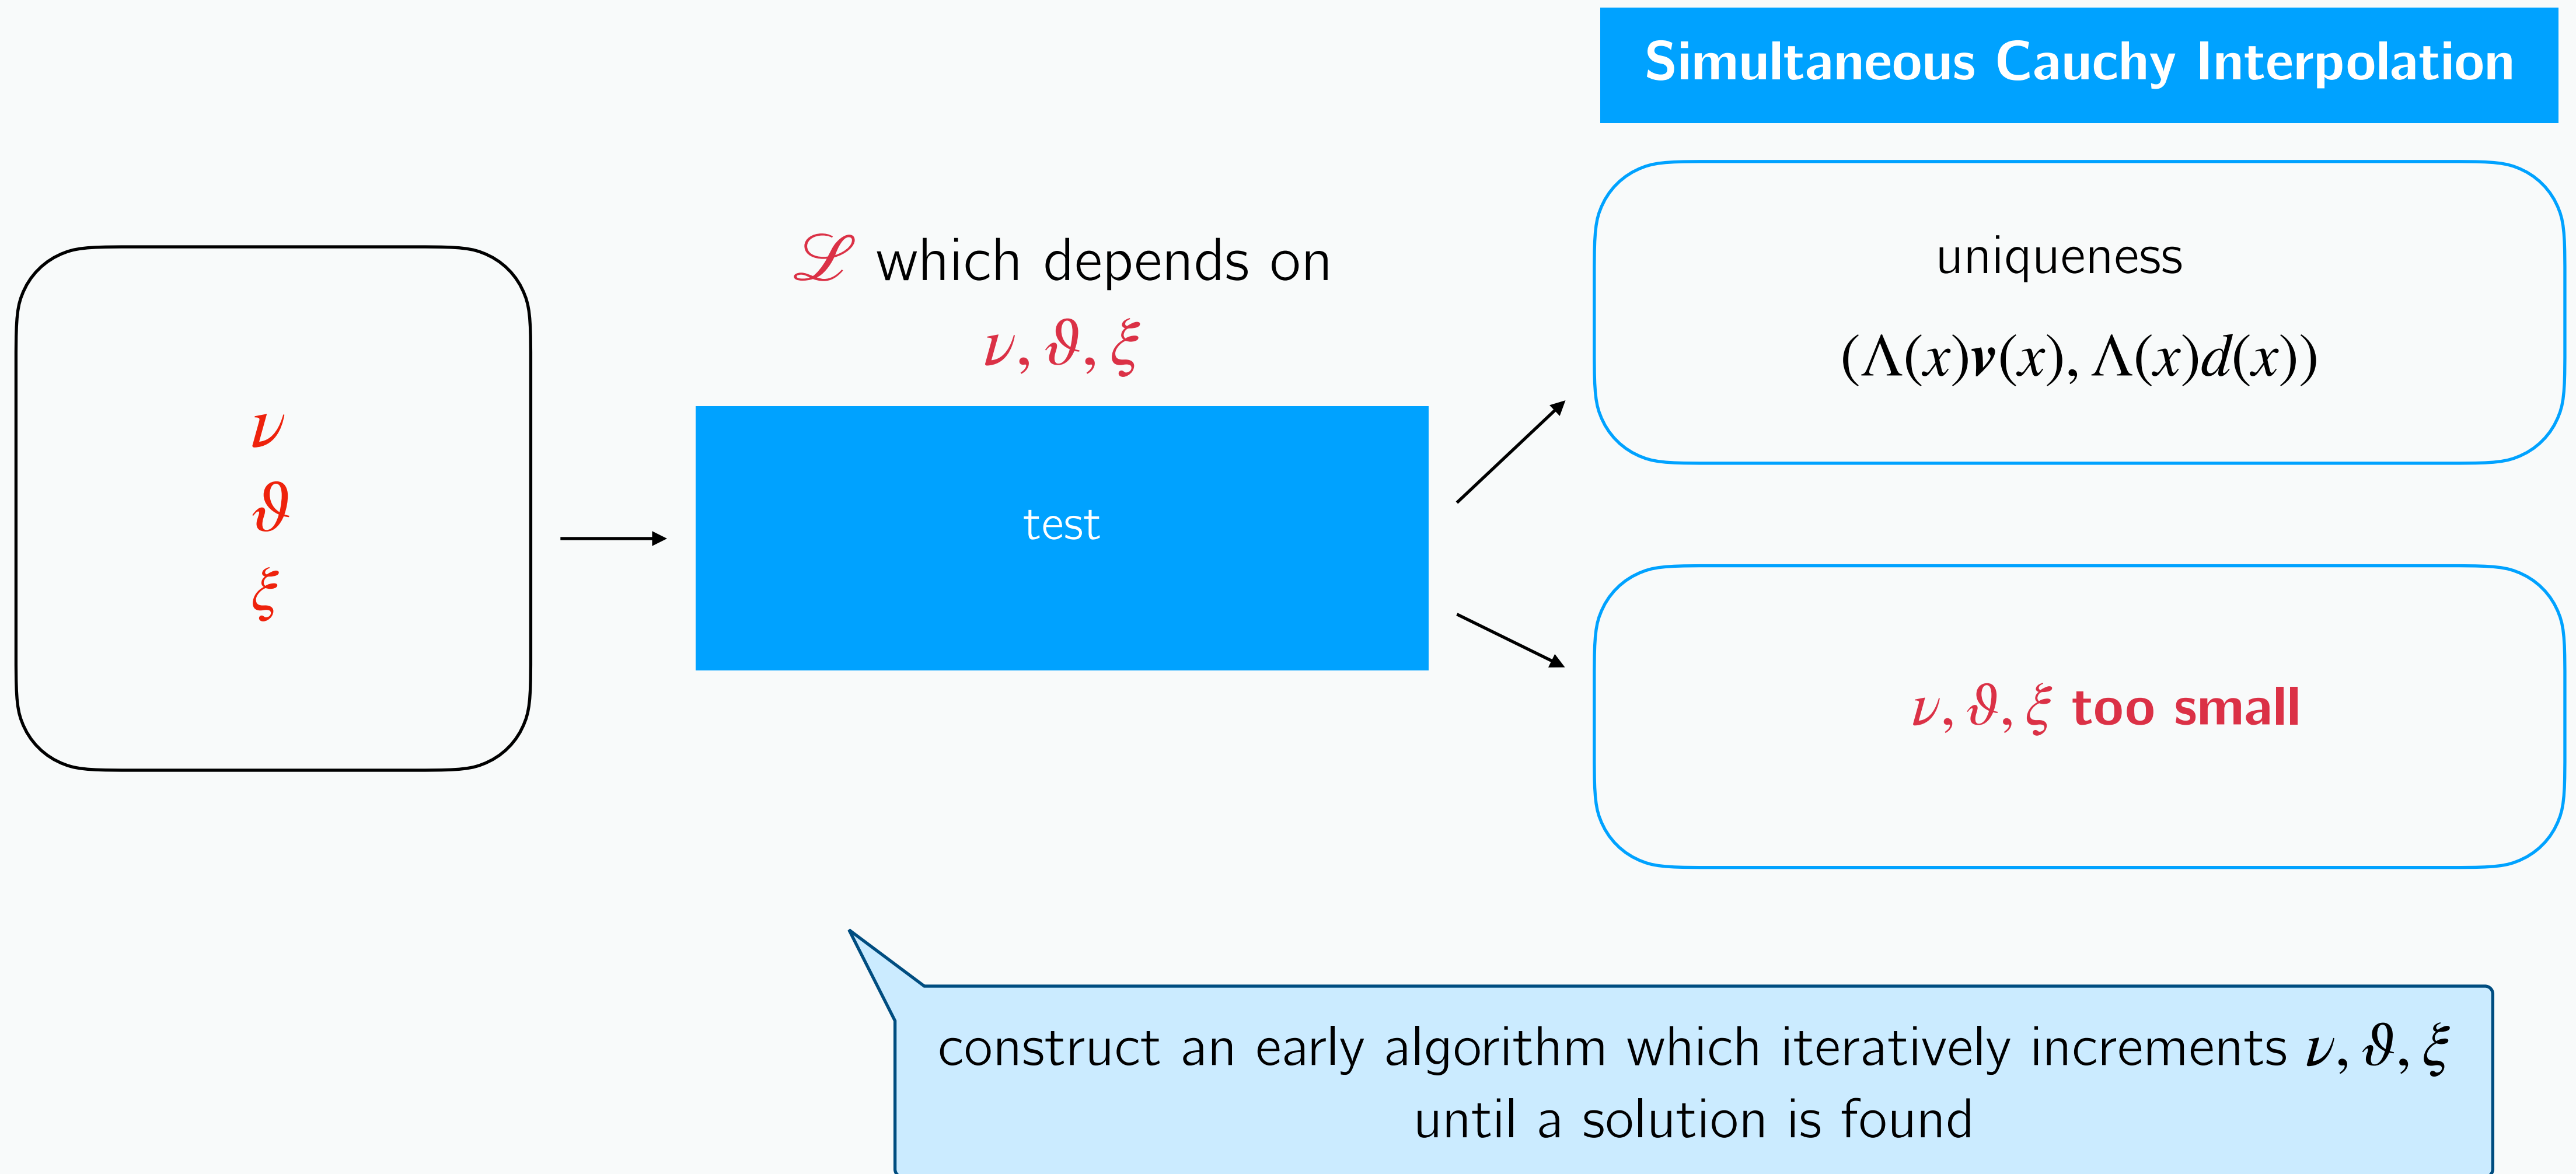 Simultaneous Cauchy Interpolation
ν
ϑ
ξ
ℒ which depends on
ν, ϑ, ξ
test
uniqueness
(Λ(x)𝒗(x), Λ(x)d(x))
ν, ϑ, ξ too small
construct an early algorithm which iteratively increments ν, ϑ, ξ
until a solution is found